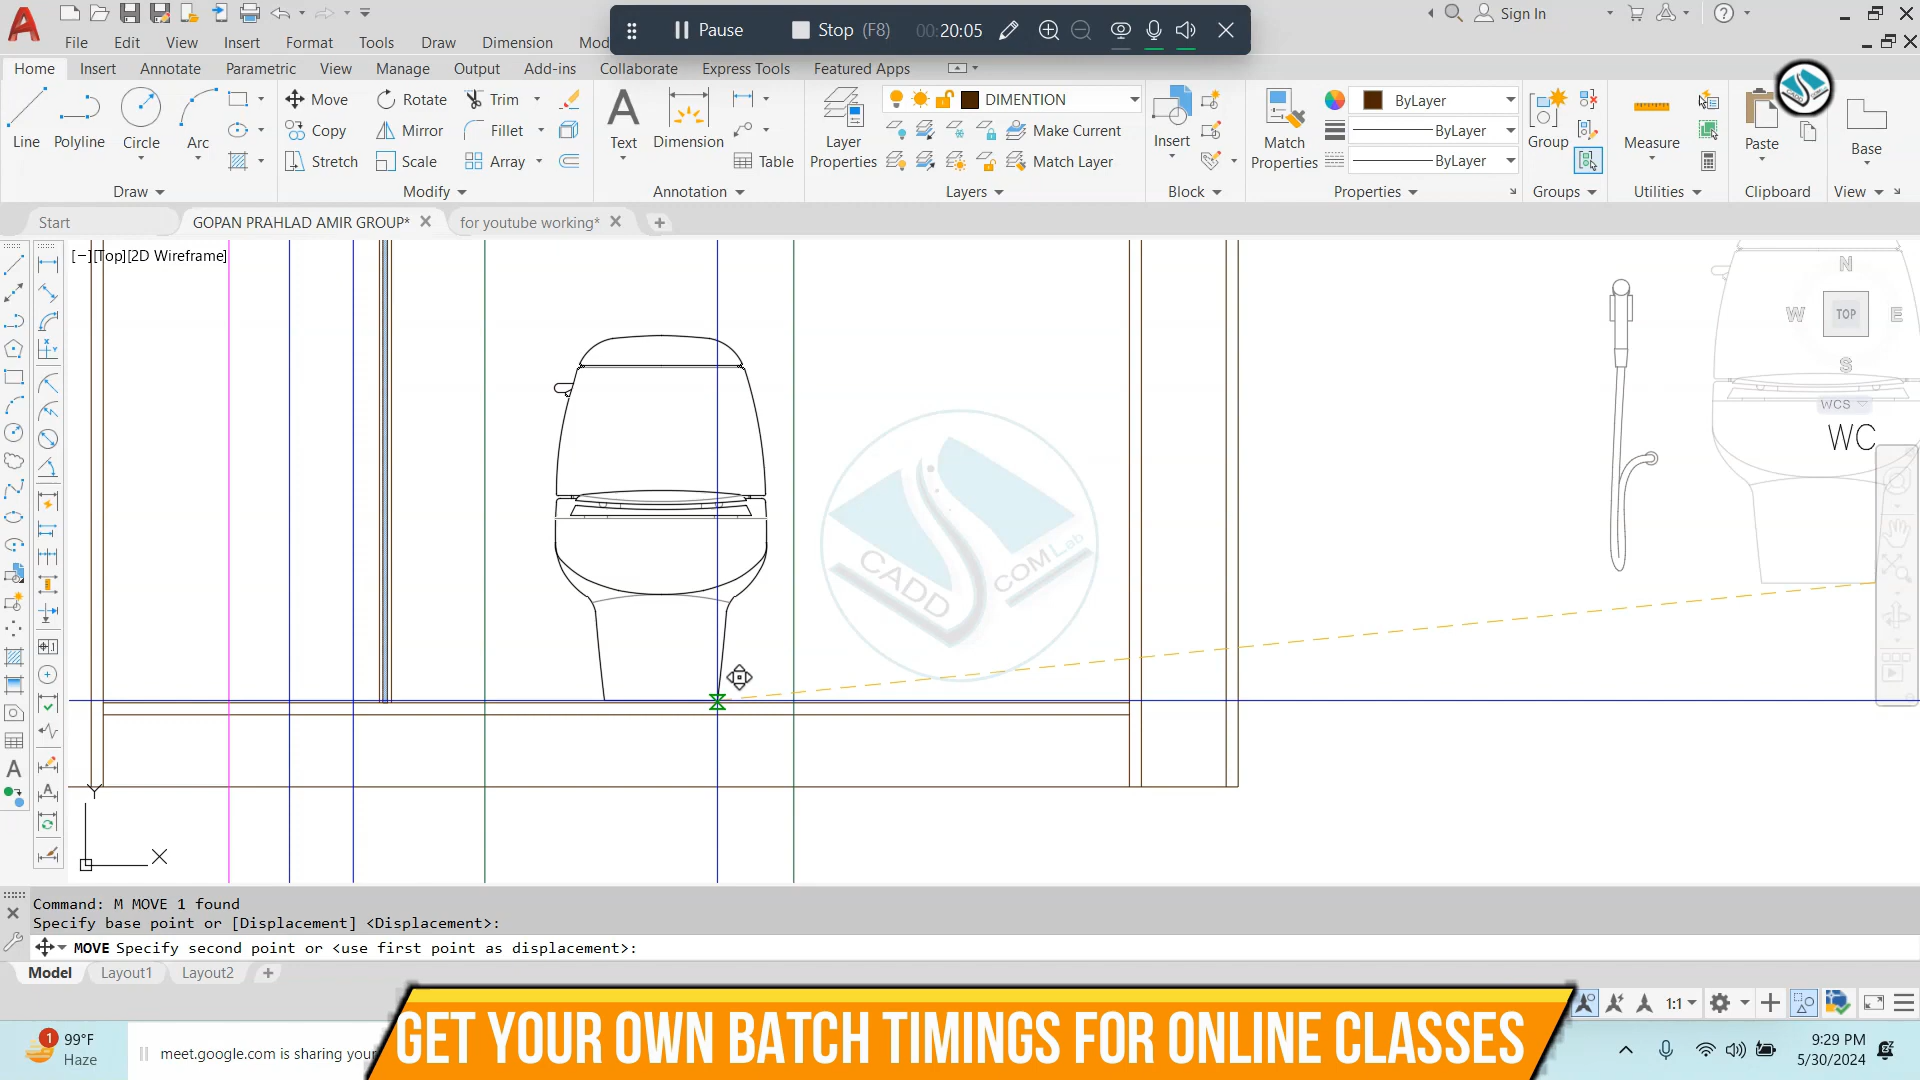 Pause
Stop (F8)
00:20:05
Sign In
File Edit View Insert Format Tools Draw Dimension Mod
Home Insert Annotate Parametric View Manage Output Add-ins Collaborate Express Tools Featured Apps
Line Polyline Circle Arc
Move Rotate Trim
Copy Mirror Fillet
Stretch Scale Array
Text Dimension Table
Layer Properties
DIMENTION
Make Current
Match Layer
Insert
Match Properties
ByLayer
ByLayer
ByLayer
Group
Measure
Paste
Base
Draw Modify Annotation Layers Block Properties Groups Utilities Clipboard View
Start GOPAN PRAHLAD AMIR GROUP* for youtube working*
[−][Top][2D Wireframe]
N
W TOP E
S
WCS
WC
CADD COM Lab
Y
X
Command: M MOVE 1 found
Specify base point or [Displacement] <Displacement>:
MOVE Specify second point or <use first point as displacement>:
Model Layout1 Layout2
1:1
GET YOUR OWN BATCH TIMINGS FOR ONLINE CLASSES
1
99°F
Haze
meet.google.com is sharing your
9:29 PM
5/30/2024